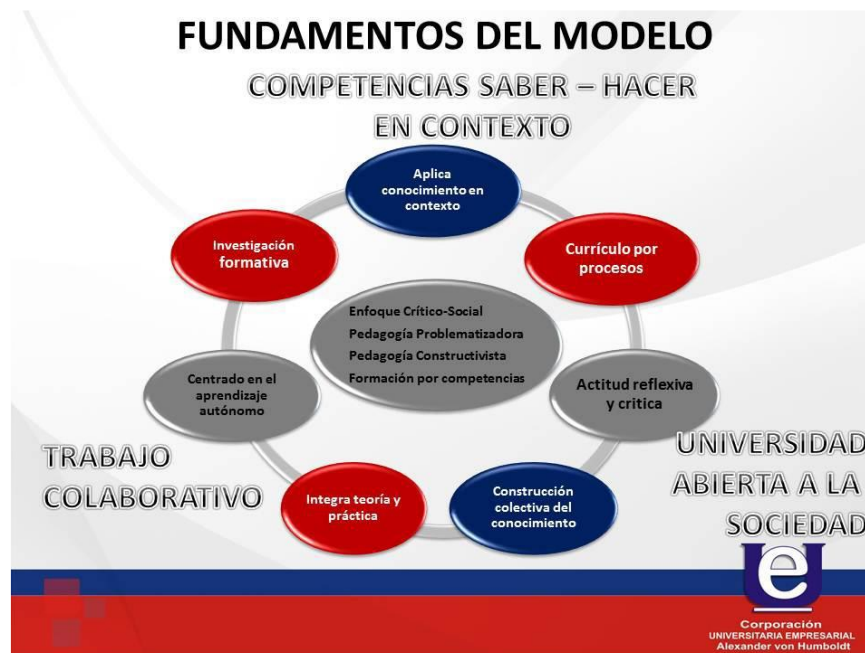 FUNDAMENTOS DEL MODELO
COMPETENCIAS SABER – HACER
EN CONTEXTO
Aplica
conocimiento en
contexto
Investigación
formativa
Currículo por
procesos
Enfoque Crítico-Social
Pedagogía Problematizadora
Pedagogía Constructivista
Formación por competencias
Centrado en el
aprendizaje
autónomo
Actitud reflexiva
y critica
TRABAJO
COLABORATIVO
UNIVERSIDAD
ABIERTA A LA
SOCIEDAD
Integra teoría y
práctica
Construcción
colectiva del
conocimiento
Ue
Corporación
UNIVERSITARIA EMPRESARIAL
Alexander von Humboldt